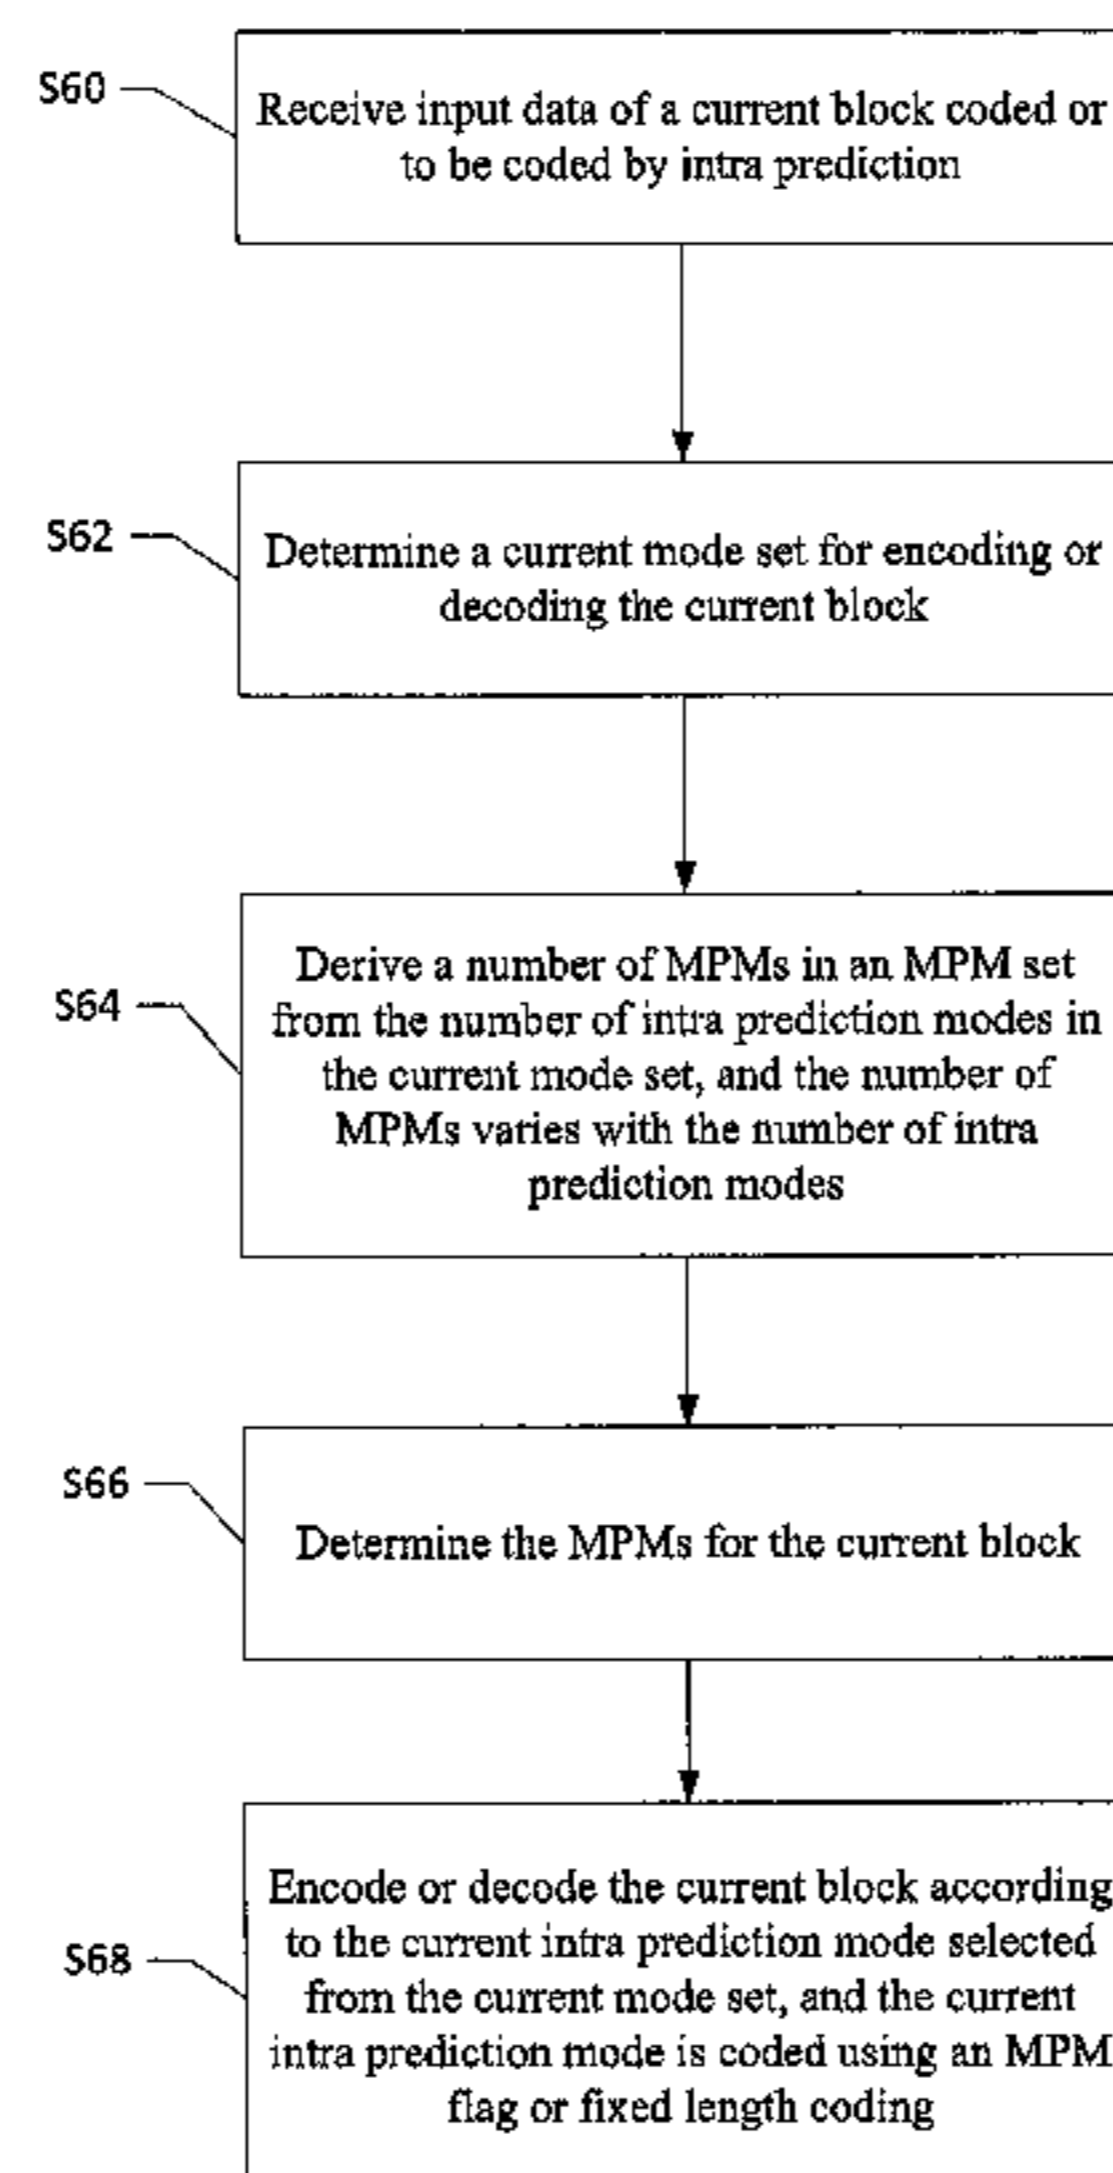 S60
Receive input data of a current block coded or
to be coded by intra prediction
S62
Determine a current mode set for encoding or
decoding the current block
S64
Derive a number of MPMs in an MPM set
from the number of intra prediction modes in
the current mode set, and the number of
MPMs varies with the number of intra
prediction modes
S66
Determine the MPMs for the current block
S68
Encode or decode the current block according
to the current intra prediction mode selected
from the current mode set, and the current
intra prediction mode is coded using an MPM
flag or fixed length coding